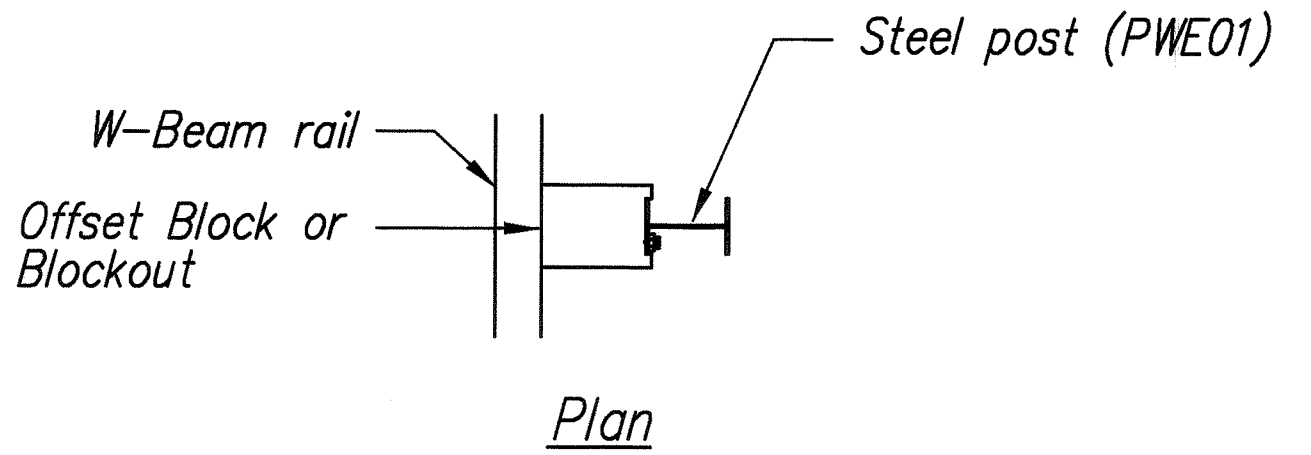 Steel post (PWE01)
W-Beam rail
Offset Block or
Blockout
Plan